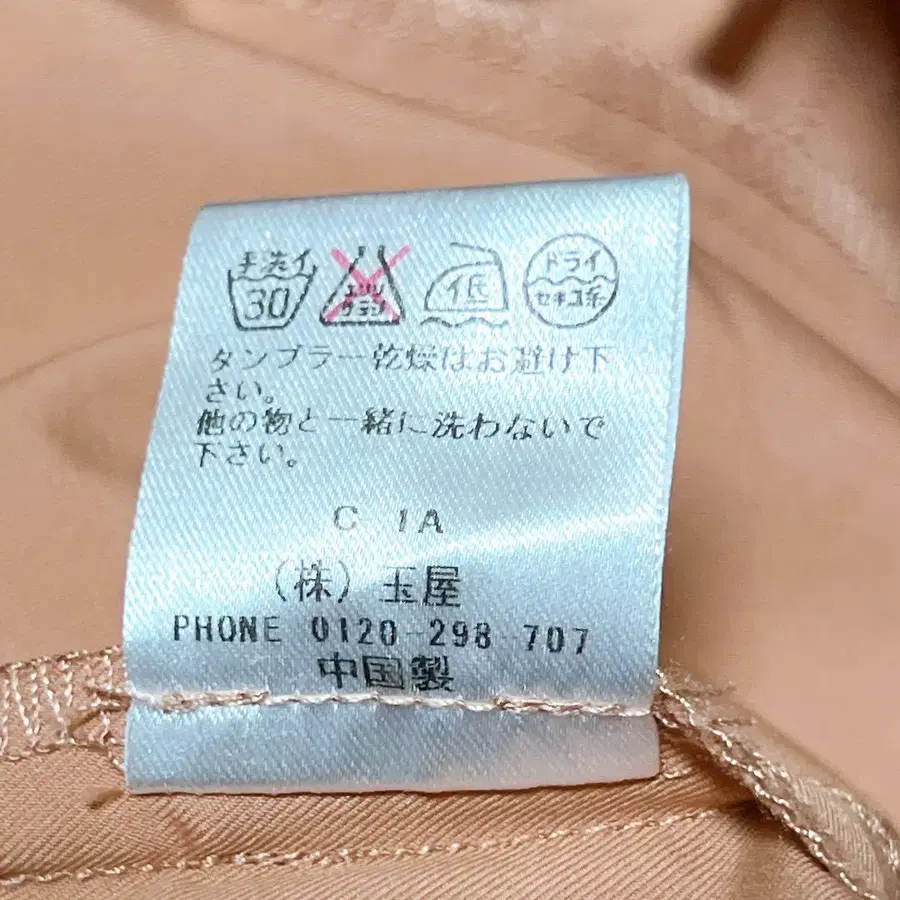 手洗イ
30
エンソ
サラシ
低
ドライ
セキユ系
タンブラー乾燥はお避け下
さい。
他の物と一緒に洗わないで
下さい。
C 1A
(株) 玉屋
PHONE 0120-298-707
中国製